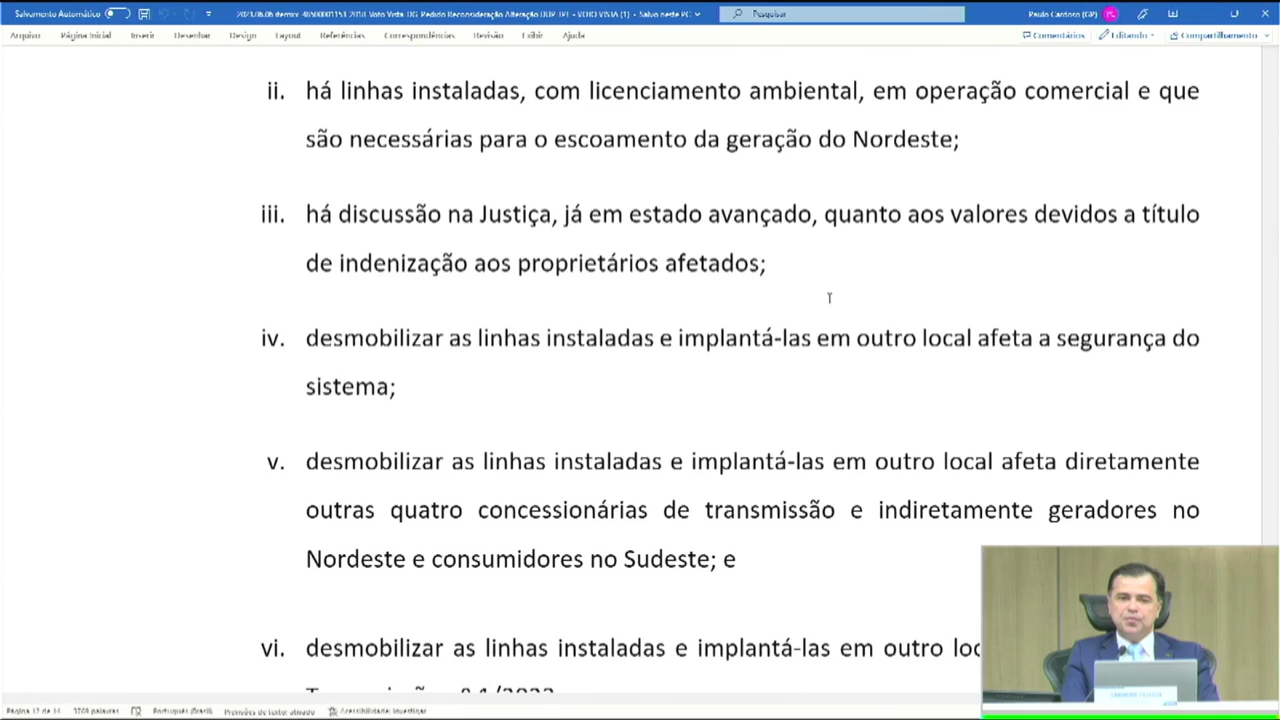 Salvamento Automático
Pesquisar
Paulo Cardoso (GP)
PC
Arquivo Página Inicial Inserir Desenhar Design Layout Referências Correspondências Revisão Exibir Ajuda
Comentários Editando Compartilhamento
ii. há linhas instaladas, com licenciamento ambiental, em operação comercial e que
são necessárias para o escoamento da geração do Nordeste;
iii. há discussão na Justiça, já em estado avançado, quanto aos valores devidos a título
de indenização aos proprietários afetados;
iv. desmobilizar as linhas instaladas e implantá-las em outro local afeta a segurança do
sistema;
v. desmobilizar as linhas instaladas e implantá-las em outro local afeta diretamente
outras quatro concessionárias de transmissão e indiretamente geradores no
Nordeste e consumidores no Sudeste; e
vi. desmobilizar as linhas instaladas e implantá-las em outro
Português (Brasil)
Acessibilidade: investigar